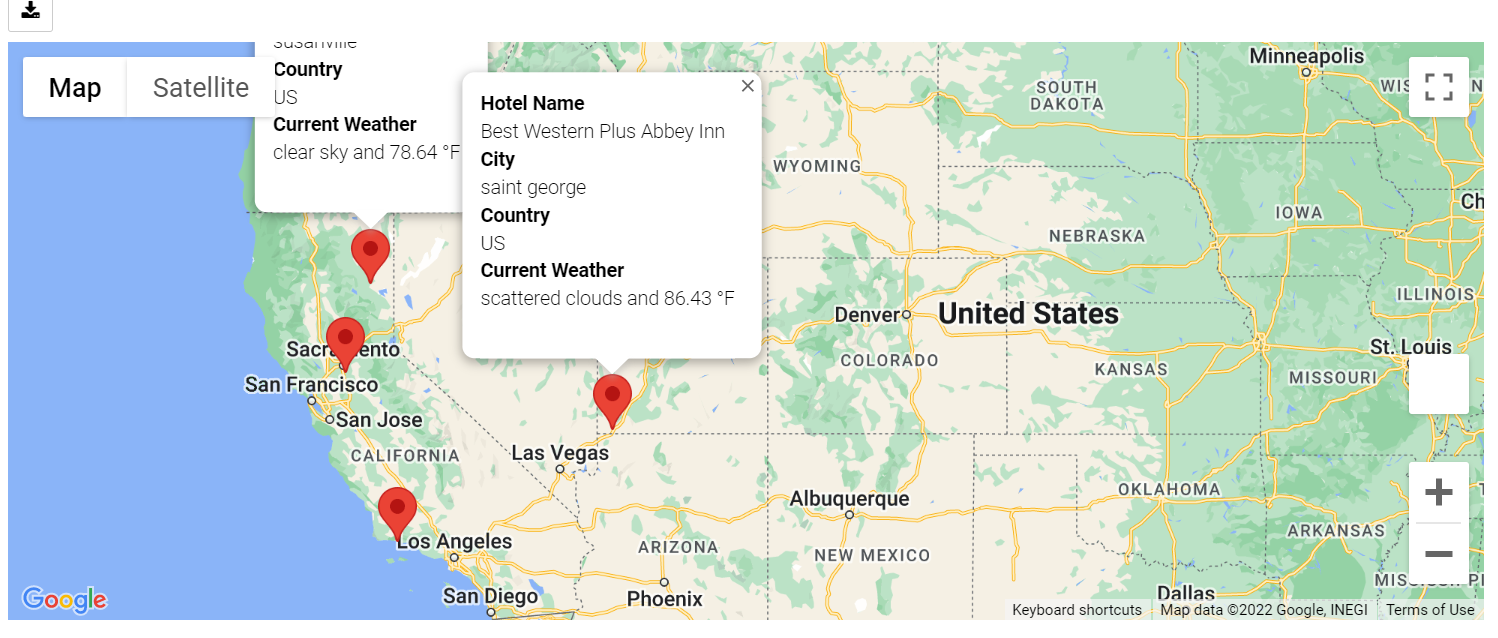 Map
Satellite
susanville
Country
US
Current Weather
clear sky and 78.64 °F
Hotel Name
Best Western Plus Abbey Inn
City
saint george
Country
US
Current Weather
scattered clouds and 86.43 °F
Minneapolis
SOUTH
DAKOTA
WYOMING
IOWA
NEBRASKA
ILLINOIS
Denver
United States
Sacramento
St. Louis
COLORADO
KANSAS
MISSOURI
San Francisco
San Jose
Las Vegas
CALIFORNIA
OKLAHOMA
Albuquerque
ARKANSAS
Los Angeles
ARIZONA
NEW MEXICO
San Diego
Phoenix
Dallas
Google
Keyboard shortcuts
Map data ©2022 Google, INEGI
Terms of Use